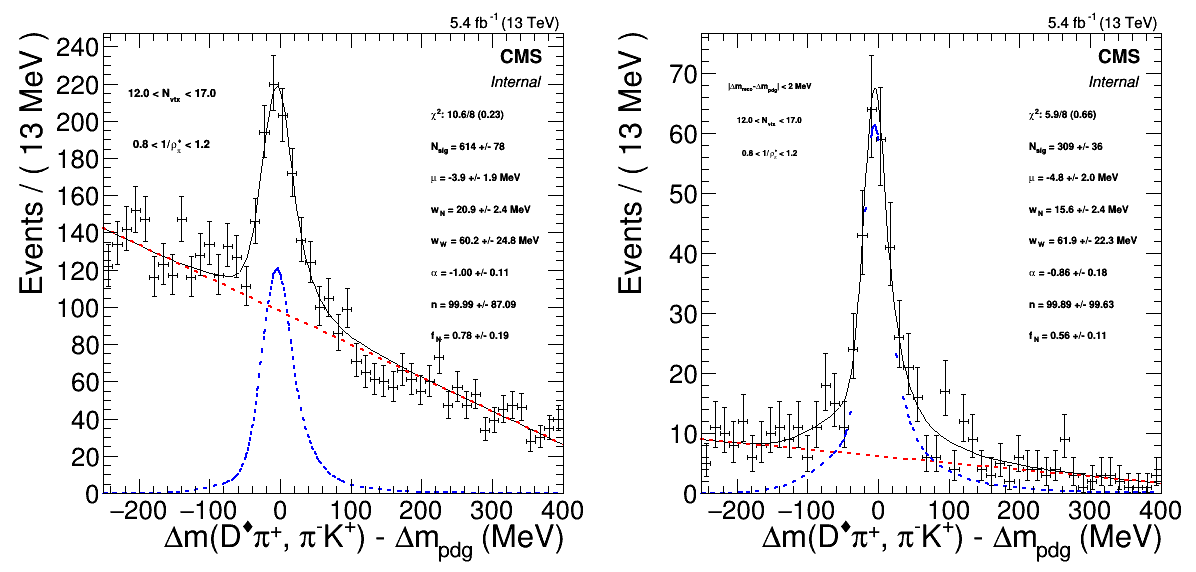 5.4 fb⁻¹ (13 TeV)
CMS
Internal
12.0 < N_vtx < 17.0
0.8 < 1/ρ*_π < 1.2
χ²: 10.6/8 (0.23)
N_sig = 614 +/- 78
μ = -3.9 +/- 1.9 MeV
w_N = 20.9 +/- 2.4 MeV
w_W = 60.2 +/- 24.8 MeV
α = -1.00 +/- 0.11
n = 99.99 +/- 87.09
f_N = 0.78 +/- 0.19
Events / ( 13 MeV )
240
220
200
180
160
140
120
100
80
60
40
20
0
−200 −100 0 100 200 300 400
Δm(D♦π⁺, π⁻K⁺) - Δm_pdg (MeV)
5.4 fb⁻¹ (13 TeV)
CMS
Internal
|Δm_reco-Δm_pdg| < 2 MeV
12.0 < N_vtx < 17.0
0.8 < 1/ρ*_π < 1.2
χ²: 5.9/8 (0.66)
N_sig = 309 +/- 36
μ = -4.8 +/- 2.0 MeV
w_N = 15.6 +/- 2.4 MeV
w_W = 61.9 +/- 22.3 MeV
α = -0.86 +/- 0.18
n = 99.89 +/- 99.63
f_N = 0.56 +/- 0.11
Events / ( 13 MeV )
70
60
50
40
30
20
10
0
−200 −100 0 100 200 300 400
Δm(D♦π⁺, π⁻K⁺) - Δm_pdg (MeV)